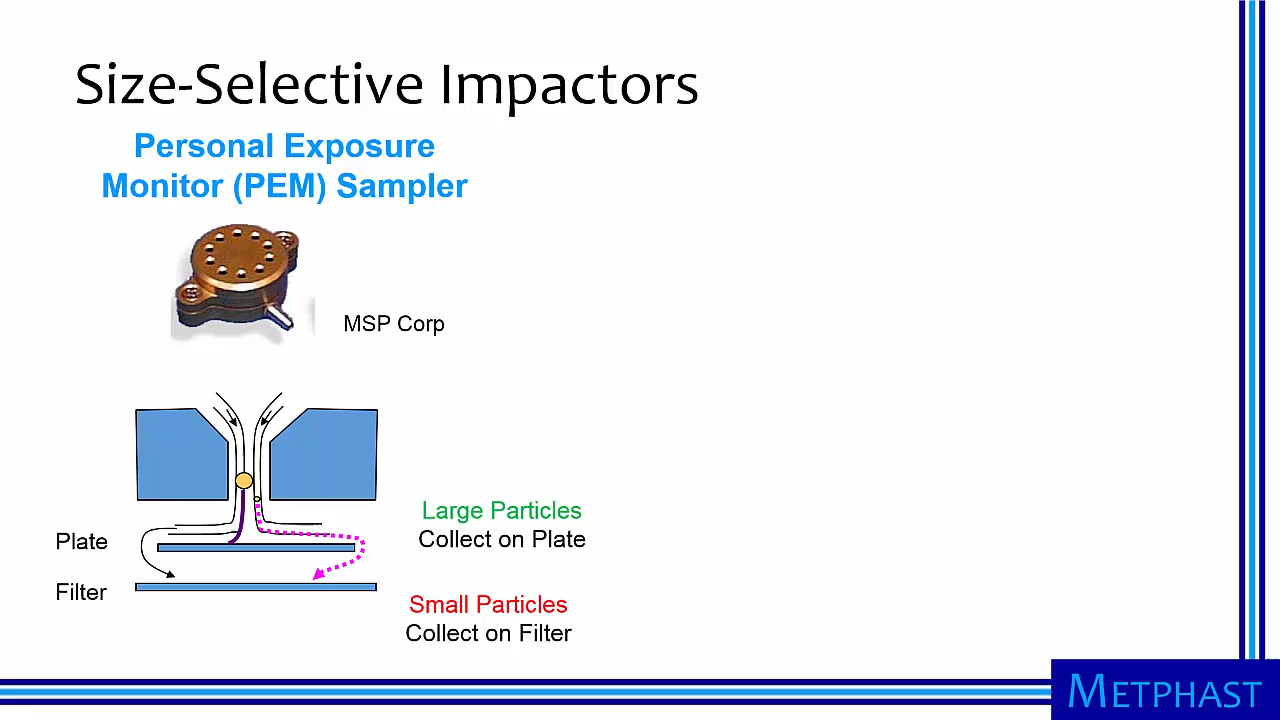 Size-Selective Impactors
Personal Exposure
Monitor (PEM) Sampler
MSP Corp
Large Particles
Collect on Plate
Plate
Filter
Small Particles
Collect on Filter
METPHAST